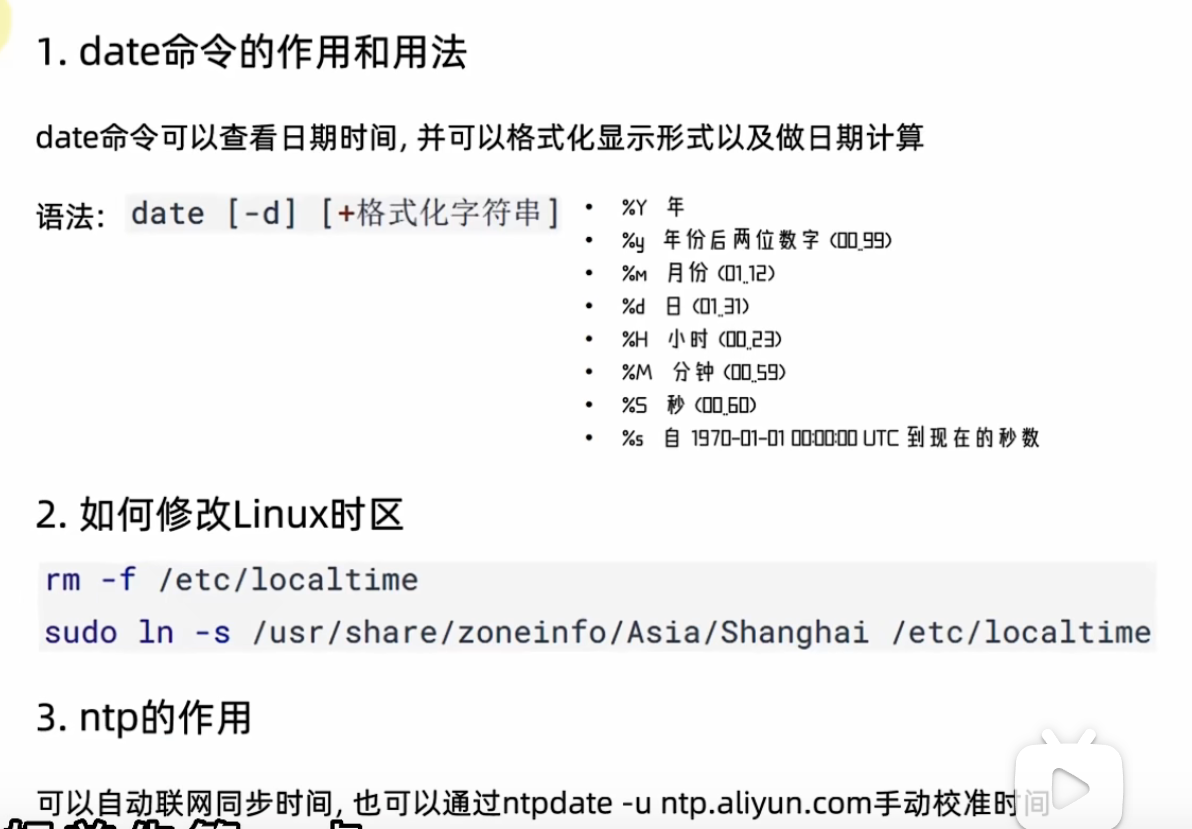 1. date命令的作用和用法
date命令可以查看日期时间, 并可以格式化显示形式以及做日期计算
语法: date [-d] [+格式化字符串]
• %Y 年
• %y 年份后两位数字 (00..99)
• %m 月份 (01..12)
• %d 日 (01..31)
• %H 小时 (00..23)
• %M 分钟 (00..59)
• %S 秒 (00..60)
• %s 自 1970-01-01 00:00:00 UTC 到现在的秒数
2. 如何修改Linux时区
rm -f /etc/localtime
sudo ln -s /usr/share/zoneinfo/Asia/Shanghai /etc/localtime
3. ntp的作用
可以自动联网同步时间, 也可以通过ntpdate -u ntp.aliyun.com手动校准时间